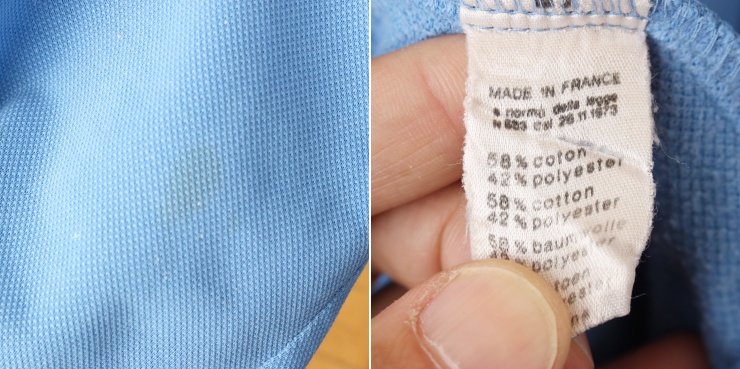 MADE IN FRANCE
a norma della legge
N 883 del 26 11 1973
58% coton
42% polyester
58% cotton
42% polyester
58% baumwolle
42% polyester